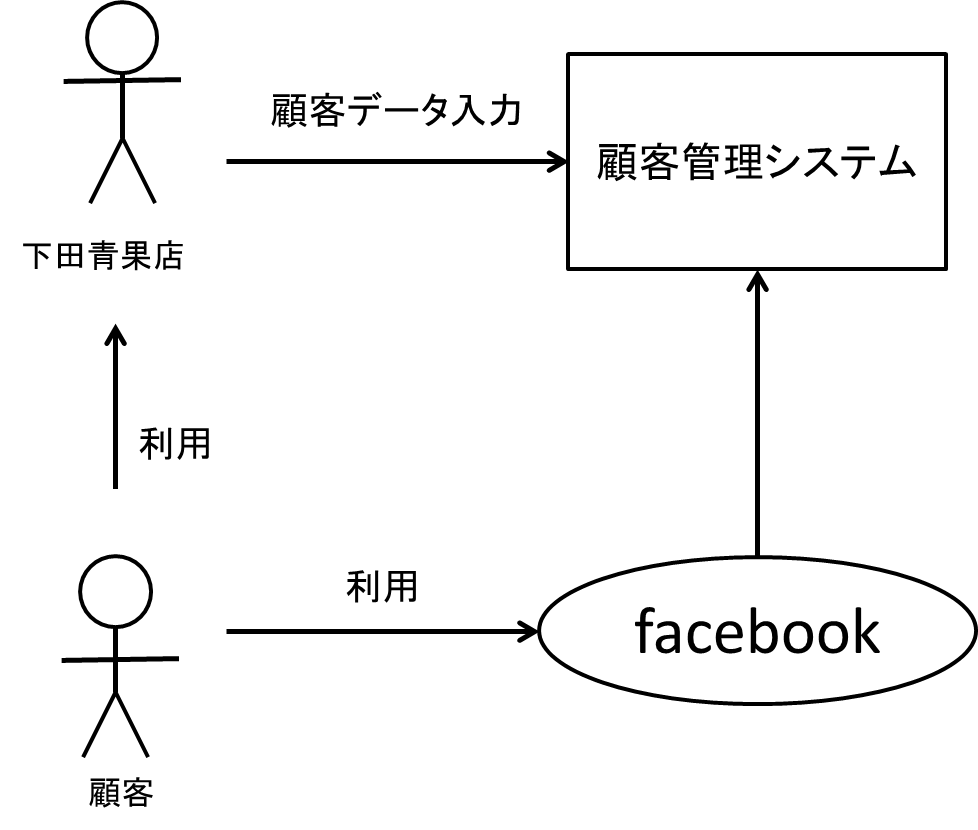 顧客データ入力
顧客管理システム
下田青果店
利用
利用
facebook
顧客